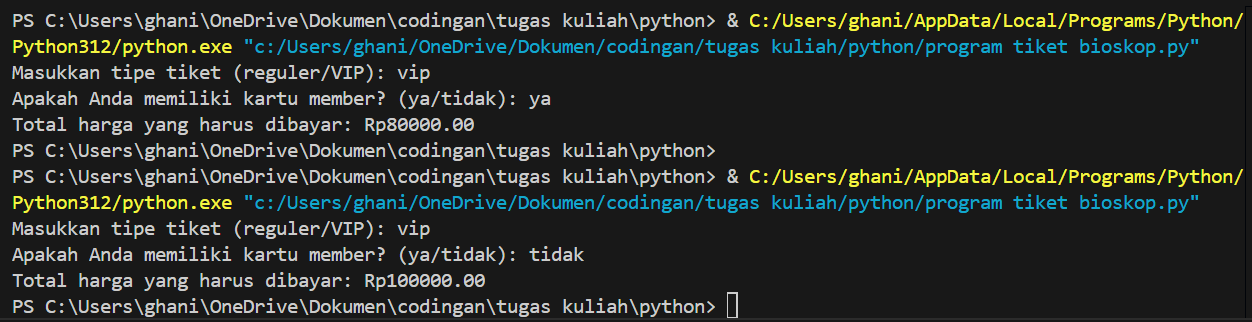 PS C:\Users\ghani\OneDrive\Dokumen\codingan\tugas kuliah\python> & C:/Users/ghani/AppData/Local/Programs/Python/
Python312/python.exe "c:/Users/ghani/OneDrive/Dokumen/codingan/tugas kuliah/python/program tiket bioskop.py"
Masukkan tipe tiket (reguler/VIP): vip
Apakah Anda memiliki kartu member? (ya/tidak): ya
Total harga yang harus dibayar: Rp80000.00
PS C:\Users\ghani\OneDrive\Dokumen\codingan\tugas kuliah\python>
PS C:\Users\ghani\OneDrive\Dokumen\codingan\tugas kuliah\python> & C:/Users/ghani/AppData/Local/Programs/Python/
Python312/python.exe "c:/Users/ghani/OneDrive/Dokumen/codingan/tugas kuliah/python/program tiket bioskop.py"
Masukkan tipe tiket (reguler/VIP): vip
Apakah Anda memiliki kartu member? (ya/tidak): tidak
Total harga yang harus dibayar: Rp100000.00
PS C:\Users\ghani\OneDrive\Dokumen\codingan\tugas kuliah\python>